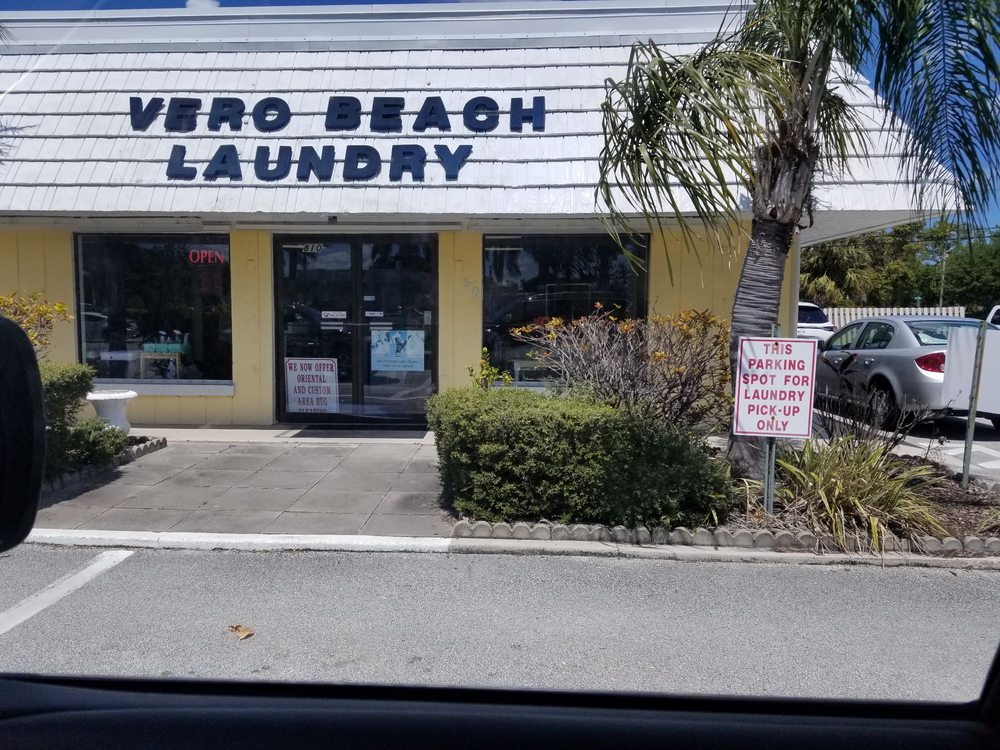 VERO BEACH
LAUNDRY
OPEN
810
WE NOW OFFER
ORIENTAL
AND CUSTOM
AREA RUG
CLEANING
THIS
PARKING
SPOT FOR
LAUNDRY
PICK-UP
ONLY